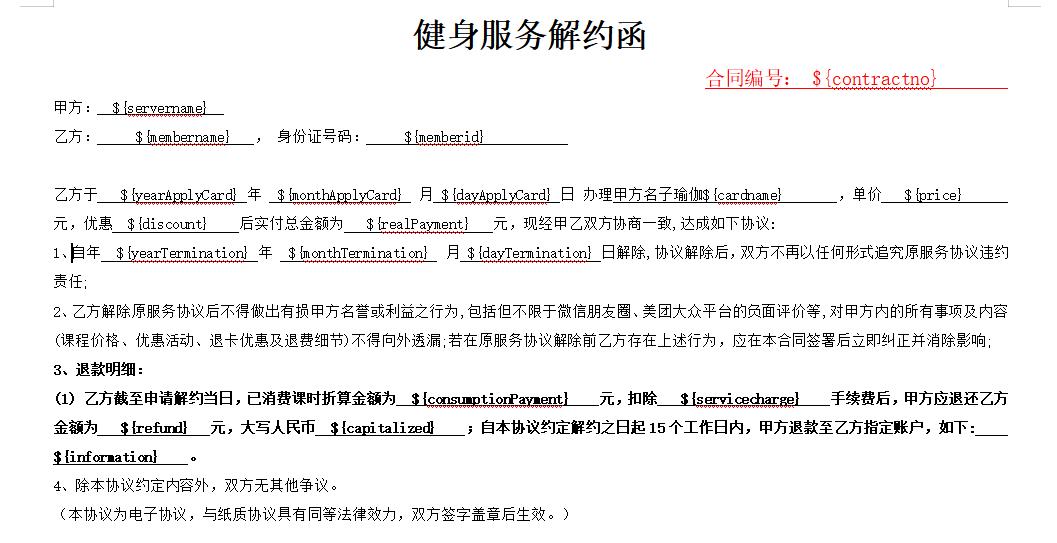 健身服务解约函
合同编号： ${contractno}
甲方： ${servername}
乙方： ${membername} ， 身份证号码： ${memberid}
乙方于 ${yearApplyCard} 年 ${monthApplyCard} 月 ${dayApplyCard} 日 办理甲方名子瑜伽${cardname} ，单价 ${price}
元，优惠 ${discount} 后实付总金额为 ${realPayment} 元，现经甲乙双方协商一致，达成如下协议：
1、自年 ${yearTermination} 年 ${monthTermination} 月 ${dayTermination} 日解除，协议解除后，双方不再以任何形式追究原服务协议违约
责任；
2、乙方解除原服务协议后不得做出有损甲方名誉或利益之行为，包括但不限于微信朋友圈、美团大众平台的负面评价等，对甲方内的所有事项及内容
(课程价格、优惠活动、退卡优惠及退费细节)不得向外透漏；若在原服务协议解除前乙方存在上述行为，应在本合同签署后立即纠正并消除影响；
3、退款明细：
(1) 乙方截至申请解约当日，已消费课时折算金额为 ${consumptionPayment} 元，扣除 ${servicecharge} 手续费后，甲方应退还乙方
金额为 ${refund} 元，大写人民币 ${capitalized} ；自本协议约定解约之日起 15 个工作日内，甲方退款至乙方指定账户，如下：
${information} 。
4、除本协议约定内容外，双方无其他争议。
（本协议为电子协议，与纸质协议具有同等法律效力，双方签字盖章后生效。）